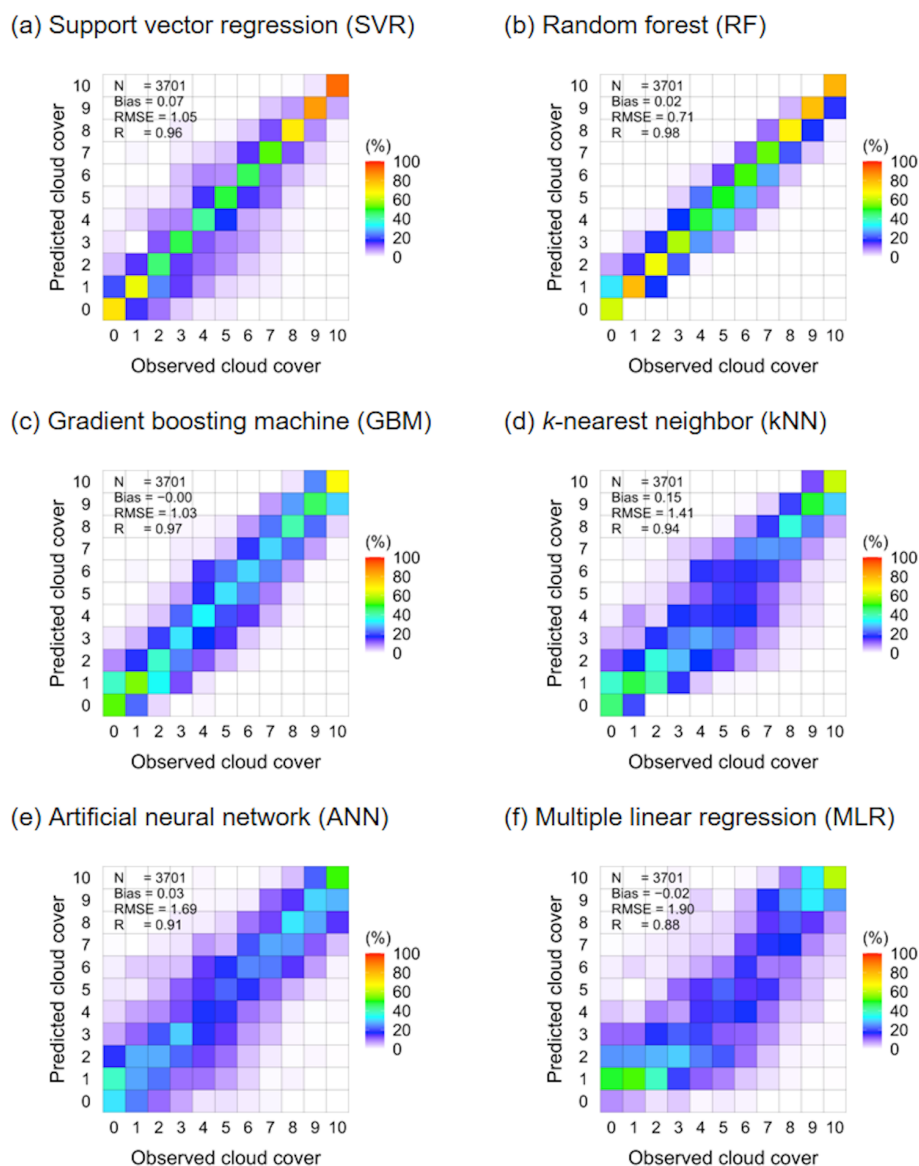 (a) Support vector regression (SVR)
N = 3701
Bias = 0.07
RMSE = 1.05
R = 0.96
Predicted cloud cover
10
9
8
7
6
5
4
3
2
1
0
0 1 2 3 4 5 6 7 8 9 10
Observed cloud cover
(%)
100
80
60
40
20
0
(b) Random forest (RF)
N = 3701
Bias = 0.02
RMSE = 0.71
R = 0.98
Predicted cloud cover
10
9
8
7
6
5
4
3
2
1
0
0 1 2 3 4 5 6 7 8 9 10
Observed cloud cover
(%)
100
80
60
40
20
0
(c) Gradient boosting machine (GBM)
N = 3701
Bias = −0.00
RMSE = 1.03
R = 0.97
Predicted cloud cover
10
9
8
7
6
5
4
3
2
1
0
0 1 2 3 4 5 6 7 8 9 10
Observed cloud cover
(%)
100
80
60
40
20
0
(d) k-nearest neighbor (kNN)
N = 3701
Bias = 0.15
RMSE = 1.41
R = 0.94
Predicted cloud cover
10
9
8
7
6
5
4
3
2
1
0
0 1 2 3 4 5 6 7 8 9 10
Observed cloud cover
(%)
100
80
60
40
20
0
(e) Artificial neural network (ANN)
N = 3701
Bias = 0.03
RMSE = 1.69
R = 0.91
Predicted cloud cover
10
9
8
7
6
5
4
3
2
1
0
0 1 2 3 4 5 6 7 8 9 10
Observed cloud cover
(%)
100
80
60
40
20
0
(f) Multiple linear regression (MLR)
N = 3701
Bias = −0.02
RMSE = 1.90
R = 0.88
Predicted cloud cover
10
9
8
7
6
5
4
3
2
1
0
0 1 2 3 4 5 6 7 8 9 10
Observed cloud cover
(%)
100
80
60
40
20
0